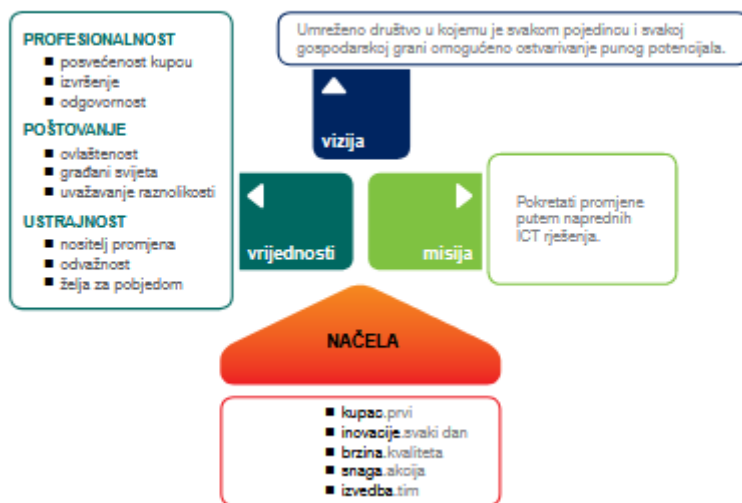 PROFESIONALNOST
■ posvećenost kupcu
■ izvršenje
■ odgovornost
POŠTOVANJE
■ ovlaštenost
■ građani svijeta
■ uvažavanje raznolikosti
USTRAJNOST
■ nositelj promjena
■ odvažnost
■ želja za pobjedom
Umreženo društvo u kojemu je svakom pojedincu i svakoj
gospodarskoj grani omogućeno ostvarivanje punog potencijala.
vizija
vrijednosti
misija
Pokretati promjene
putem naprednih
ICT rješenja.
NAČELA
■ kupac.prvi
■ inovacije.svaki dan
■ brzina.kvaliteta
■ snaga.akcija
■ izvedba.tim